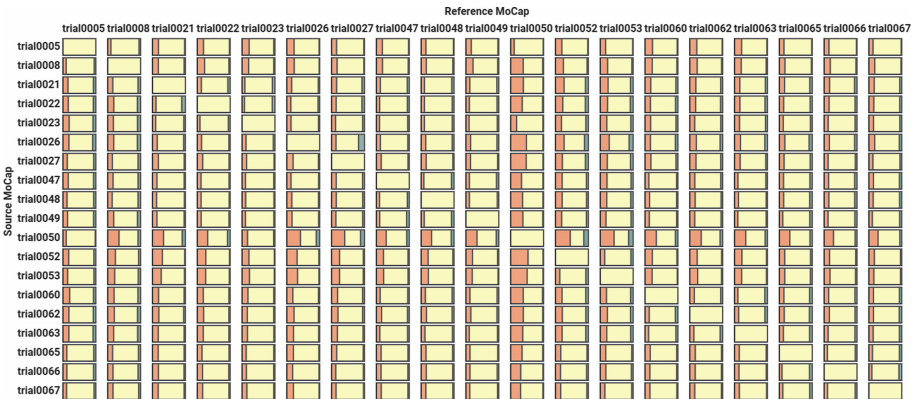 Reference MoCap
trial0005 trial0008 trial0021 trial0022 trial0023 trial0026 trial0027 trial0047 trial0048 trial0049 trial0050 trial0052 trial0053 trial0060 trial0062 trial0063 trial0065 trial0066 trial0067
Source MoCap
trial0005
trial0008
trial0021
trial0022
trial0023
trial0026
trial0027
trial0047
trial0048
trial0049
trial0050
trial0052
trial0053
trial0060
trial0062
trial0063
trial0065
trial0066
trial0067